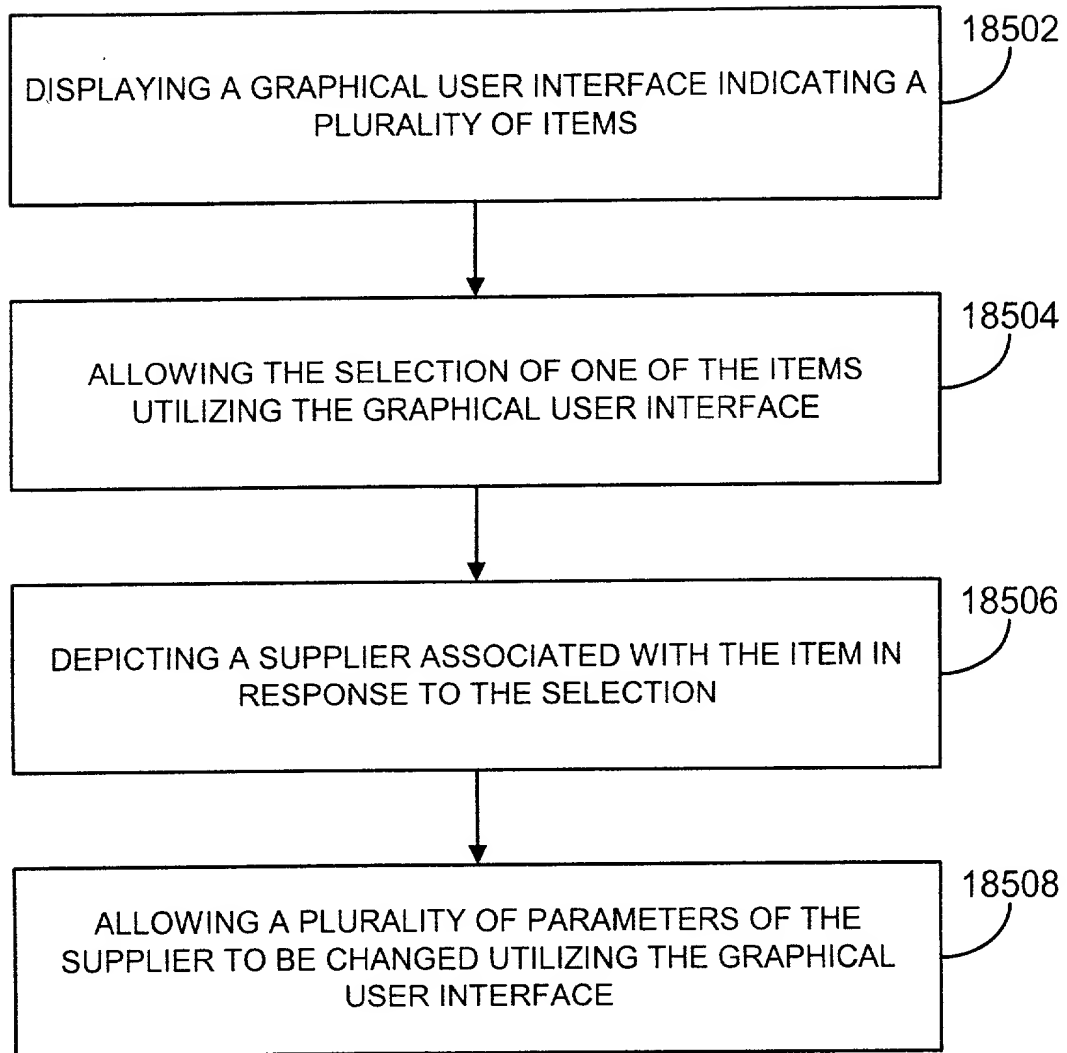 18502
DISPLAYING A GRAPHICAL USER INTERFACE INDICATING A
PLURALITY OF ITEMS
18504
ALLOWING THE SELECTION OF ONE OF THE ITEMS
UTILIZING THE GRAPHICAL USER INTERFACE
18506
DEPICTING A SUPPLIER ASSOCIATED WITH THE ITEM IN
RESPONSE TO THE SELECTION
18508
ALLOWING A PLURALITY OF PARAMETERS OF THE
SUPPLIER TO BE CHANGED UTILIZING THE GRAPHICAL
USER INTERFACE